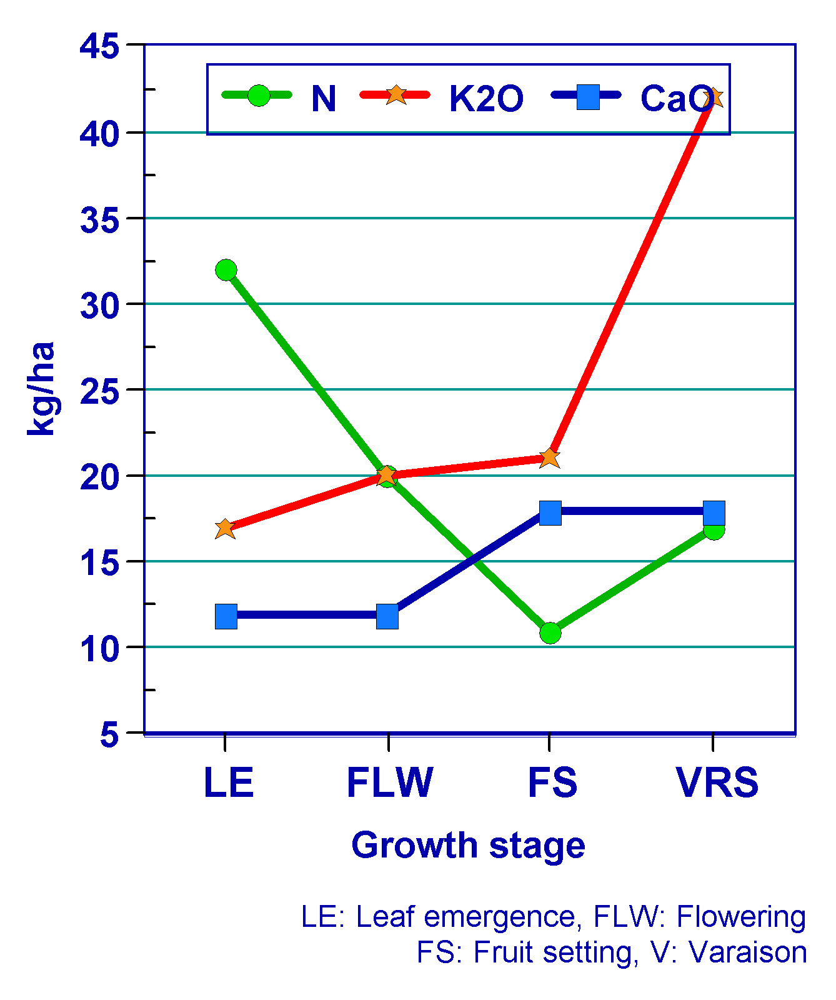 45
N K2O CaO
40
35
30
25
20
15
10
5
kg/ha
LE FLW FS VRS
Growth stage
LE: Leaf emergence, FLW: Flowering
FS: Fruit setting, V: Varaison